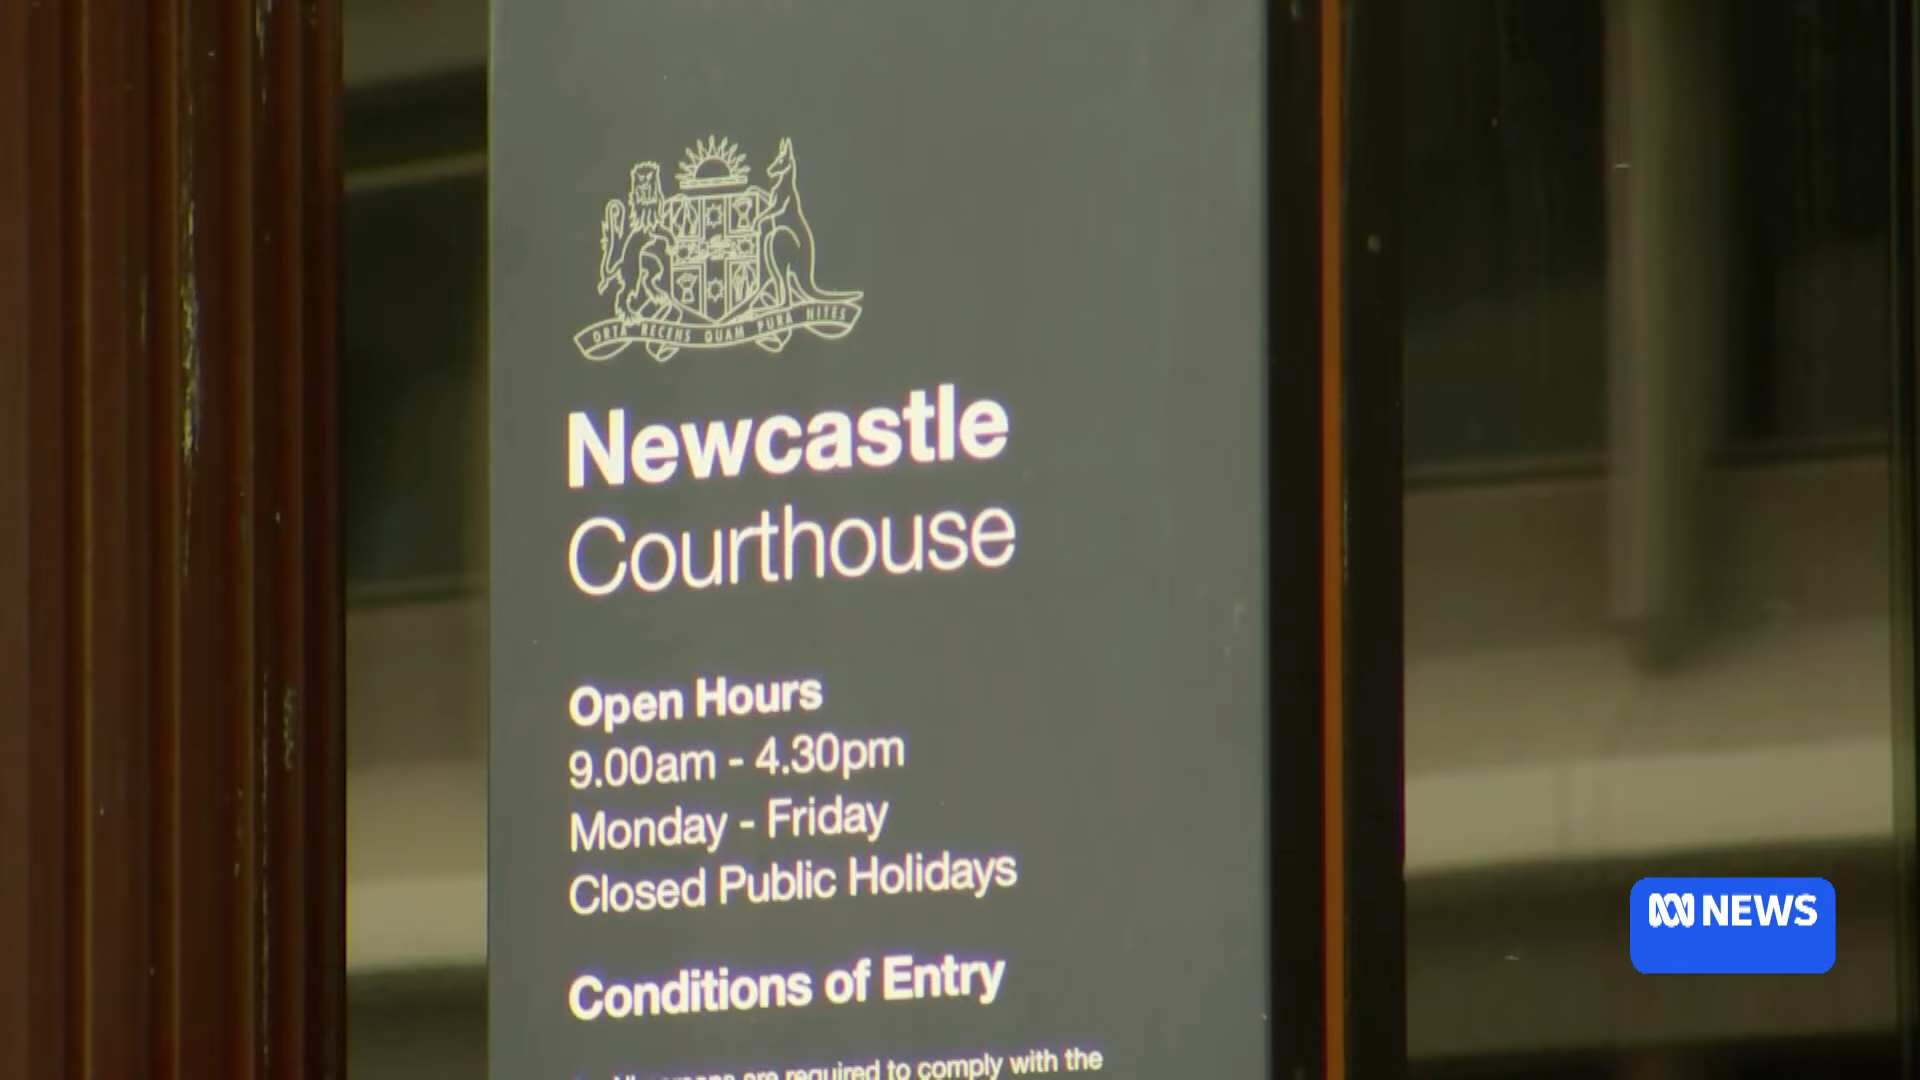 ORTA RECENS QUAM PURA NITES
Newcastle
Courthouse
Open Hours
9.00am - 4.30pm
Monday - Friday
Closed Public Holidays
Conditions of Entry
are required to comply with the
NEWS